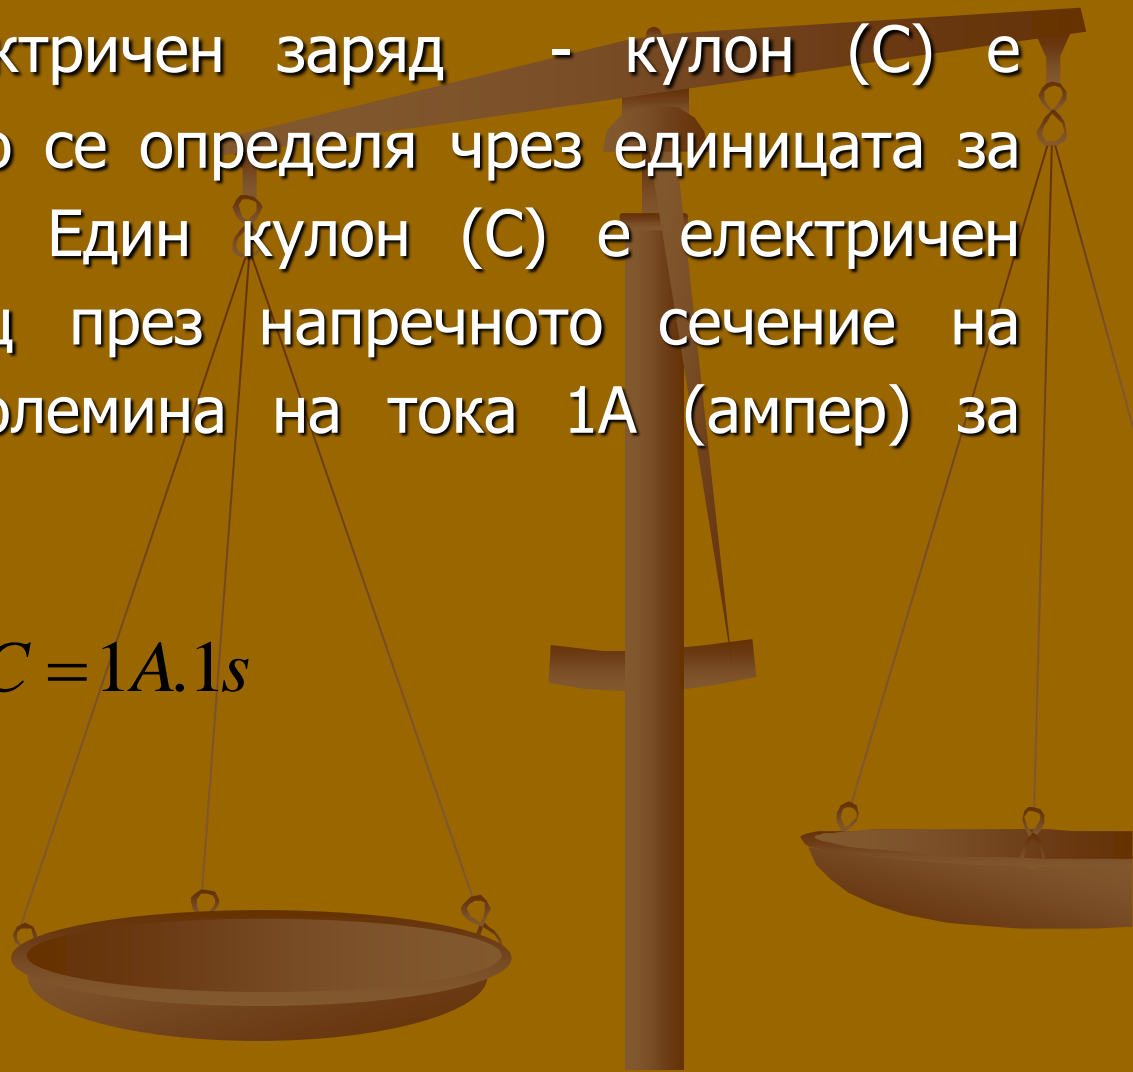 ктричен заряд - кулон (С) е
о се определя чрез единицата за
Един кулон (С) е електричен
щ през напречното сечение на
олемина на тока 1А (ампер) за
C = 1A.1s